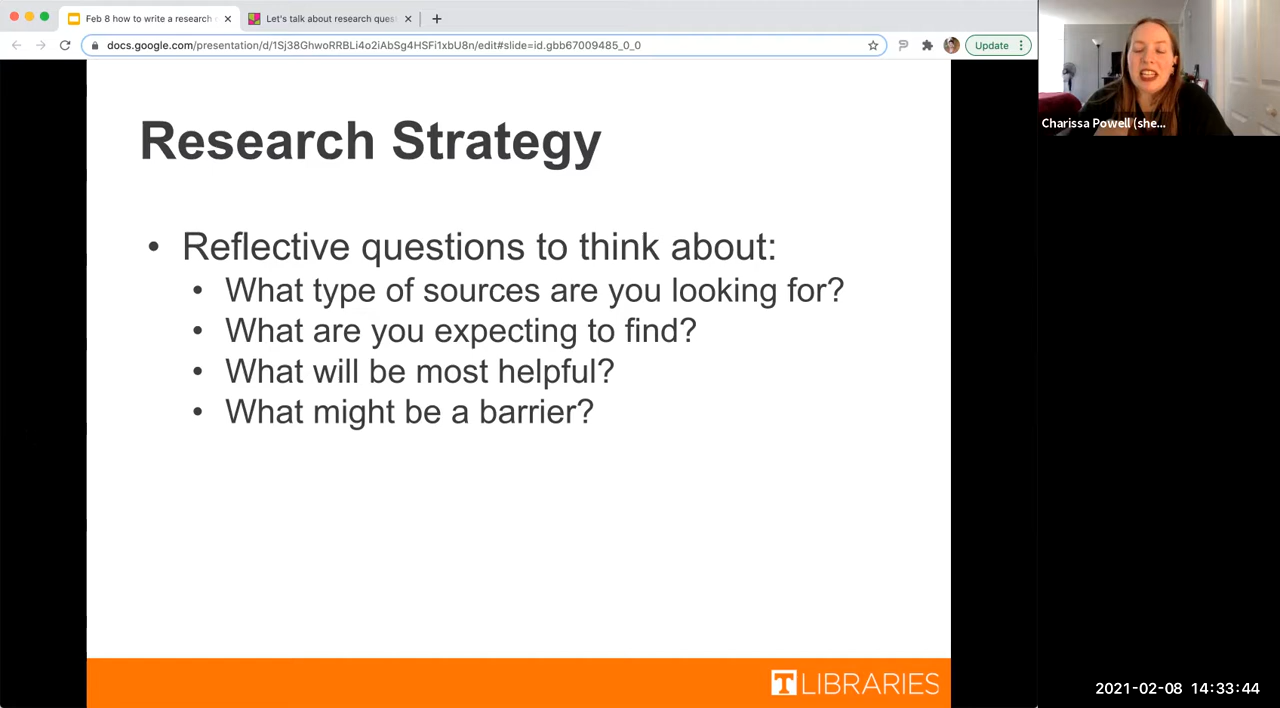 Feb 8 how to write a research
Let's talk about research ques
docs.google.com/presentation/d/1Sj38GhwoRRBLi4o2iAbSg4HSFi1xbU8n/edit#slide=id.gbb67009485_0_0
Update
Charissa Powell (she...
Research Strategy
• Reflective questions to think about:
• What type of sources are you looking for?
• What are you expecting to find?
• What will be most helpful?
• What might be a barrier?
T LIBRARIES
2021-02-08 14:33:44